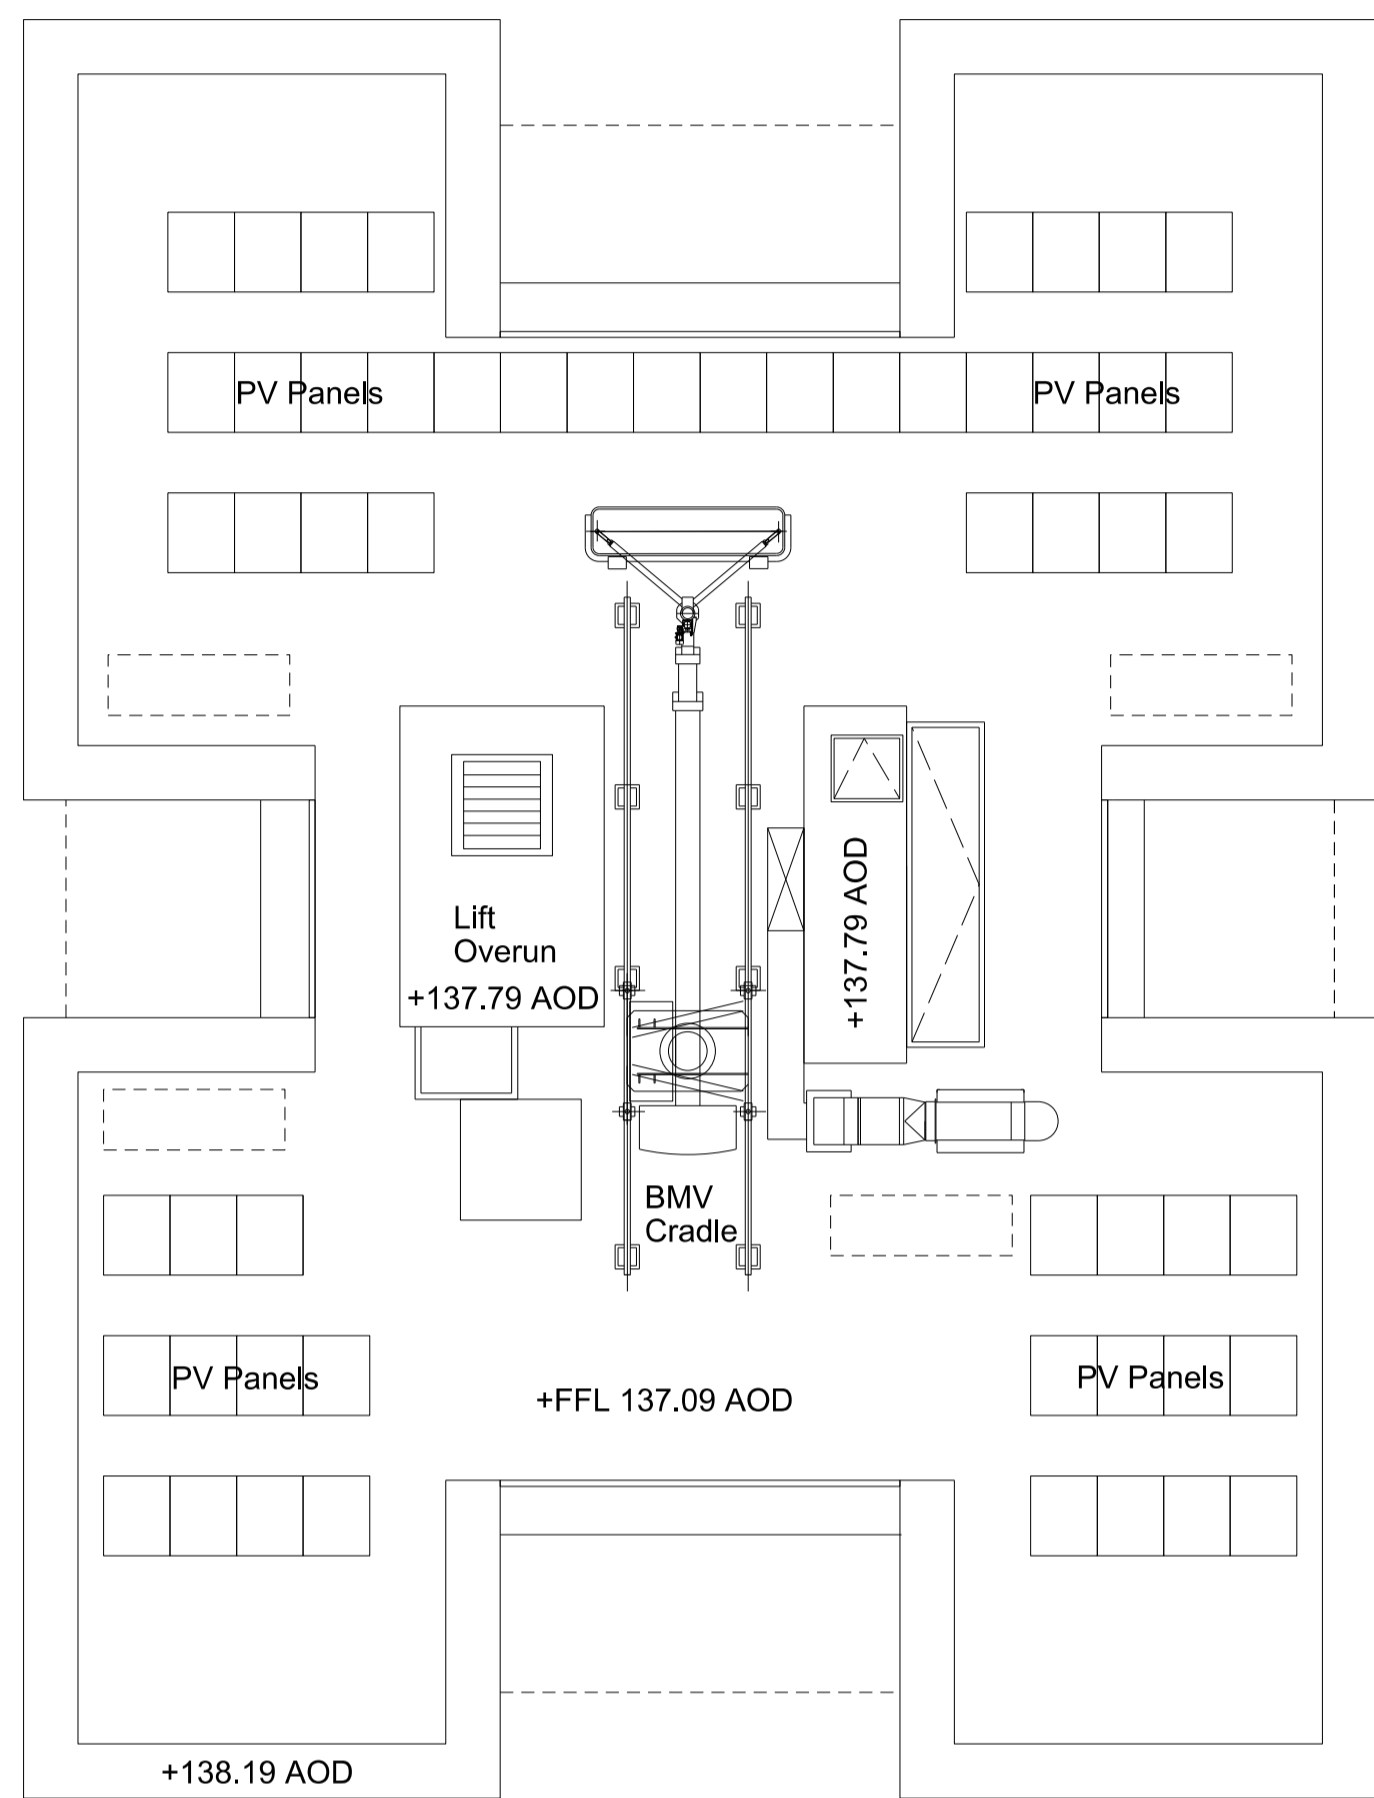 PV Panels
PV Panels
Lift
Overun
+137.79 AOD
+137.79 AOD
BMV
Cradle
PV Panels
PV Panels
+FFL 137.09 AOD
+138.19 AOD